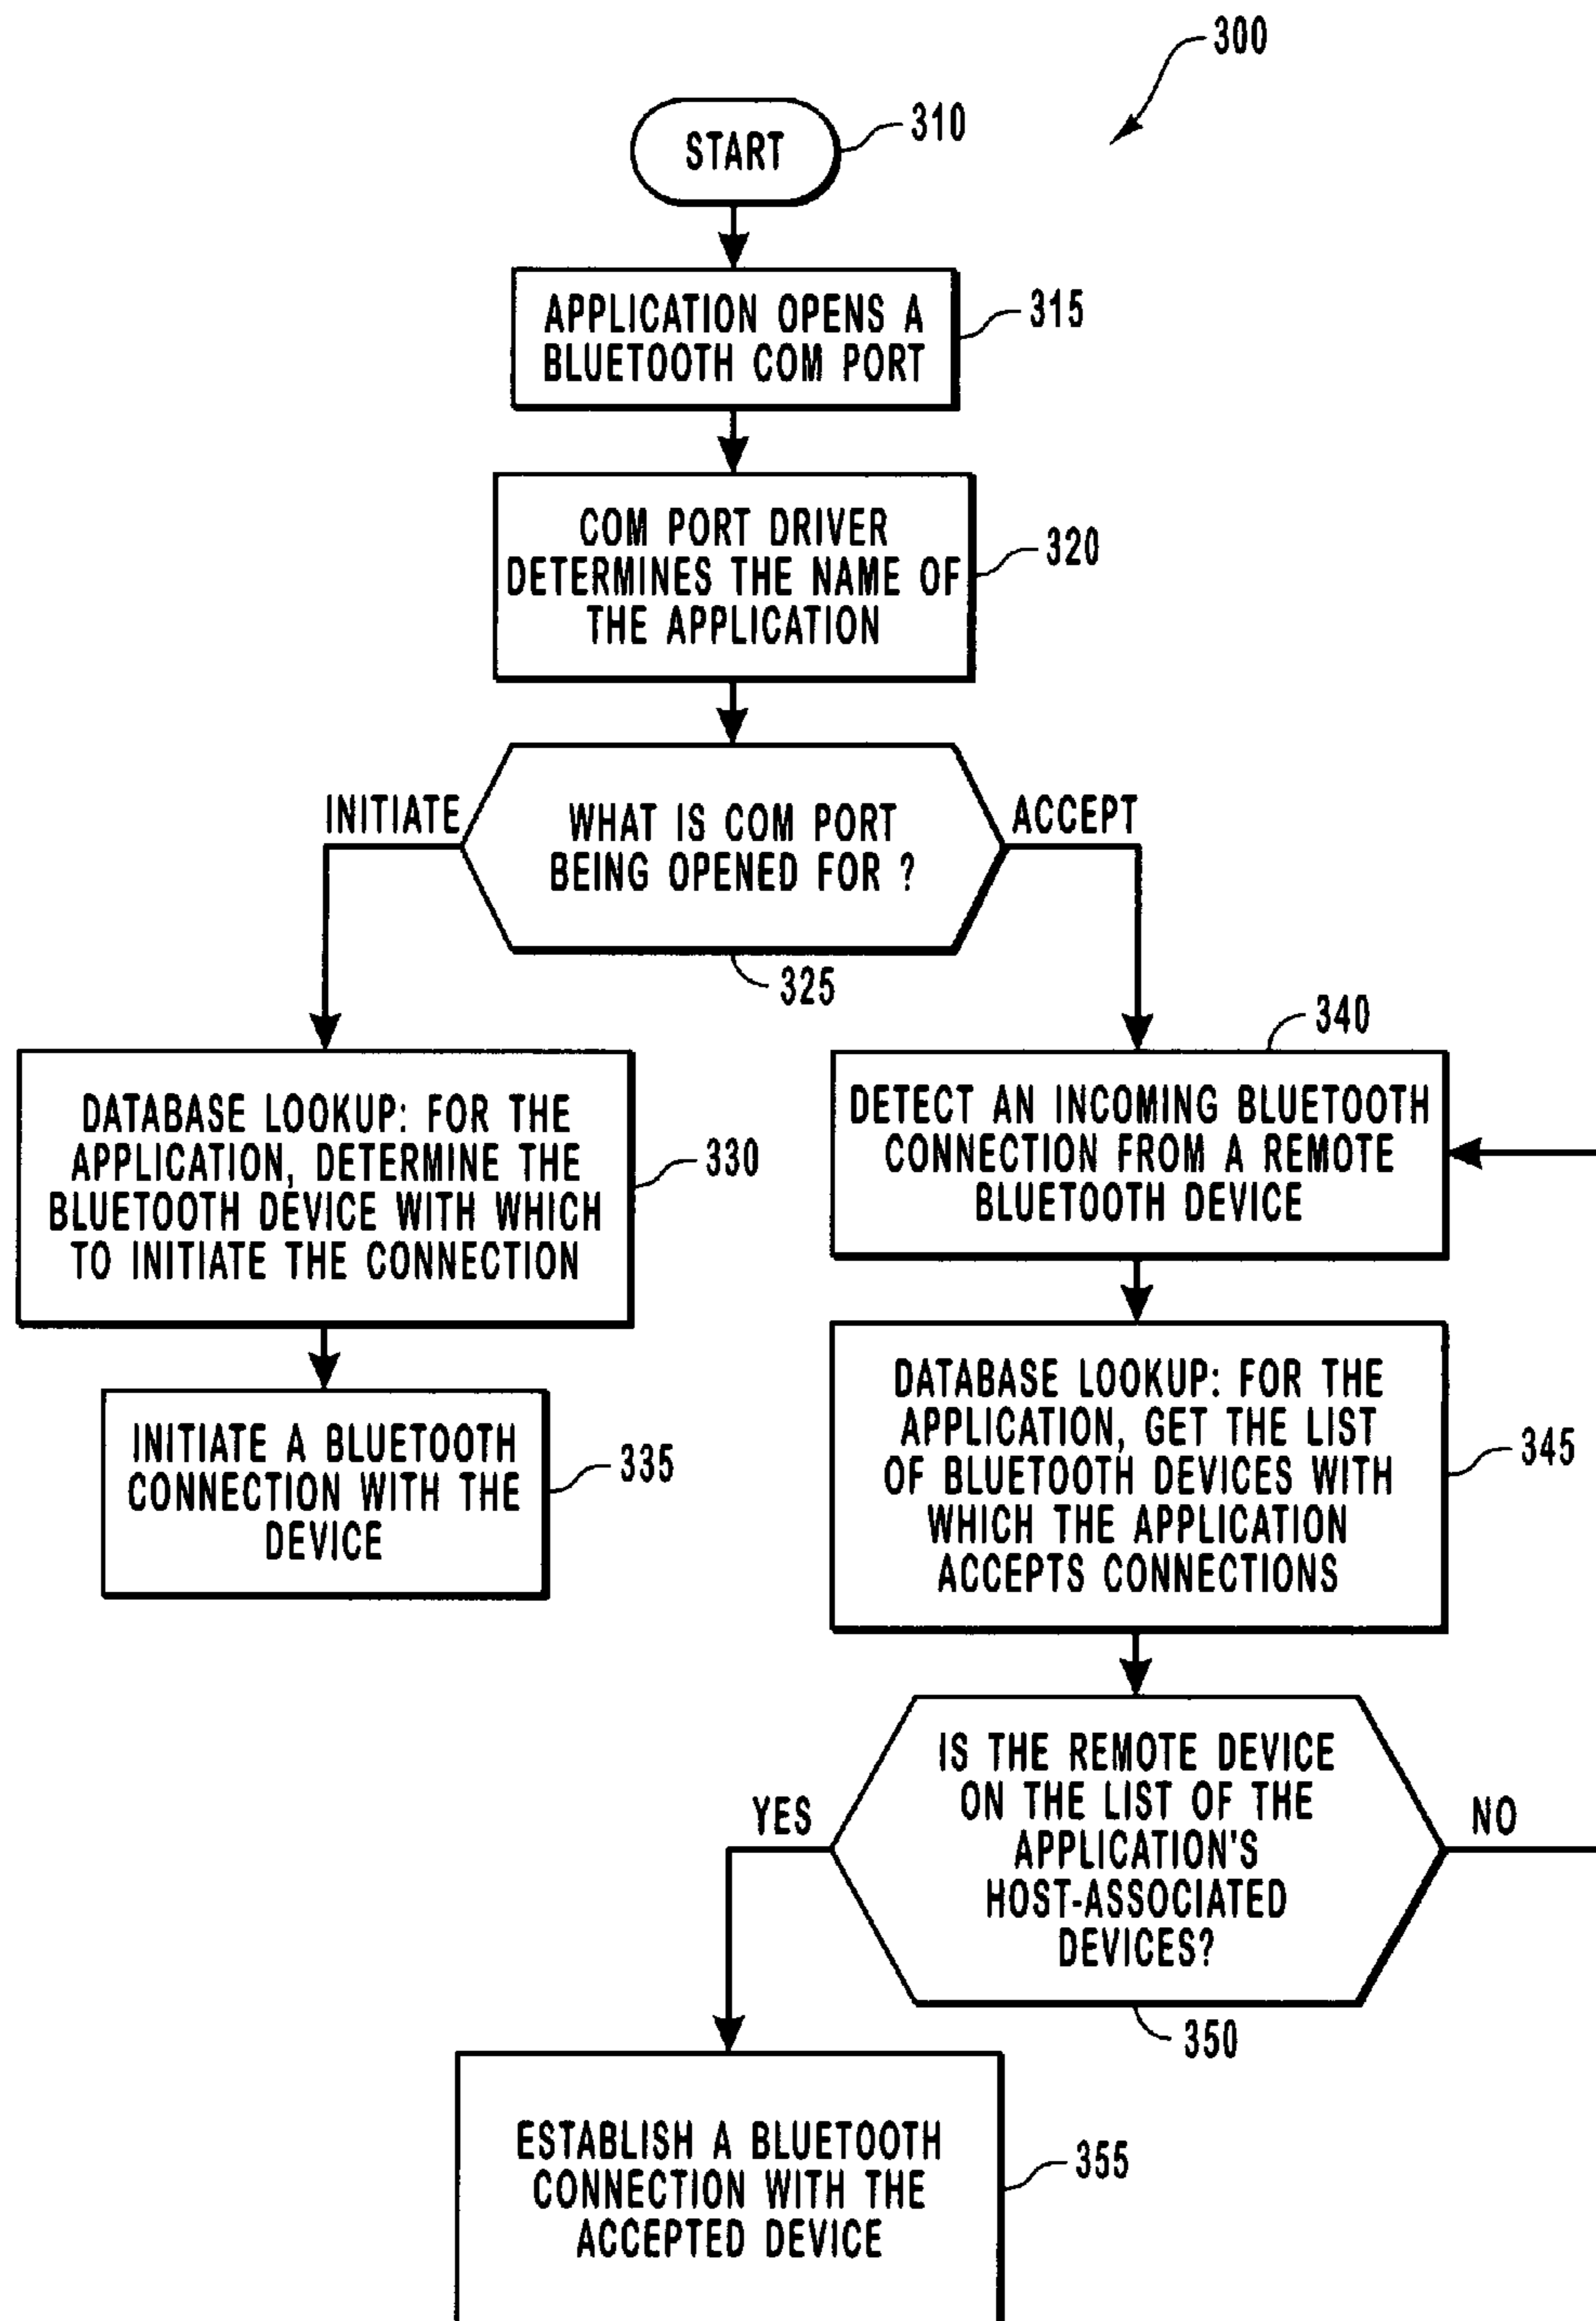 300
START
310
APPLICATION OPENS A
BLUETOOTH COM PORT
315
COM PORT DRIVER
DETERMINES THE NAME OF
THE APPLICATION
320
INITIATE
WHAT IS COM PORT
BEING OPENED FOR ?
ACCEPT
325
DATABASE LOOKUP: FOR THE
APPLICATION, DETERMINE THE
BLUETOOTH DEVICE WITH WHICH
TO INITIATE THE CONNECTION
330
INITIATE A BLUETOOTH
CONNECTION WITH THE
DEVICE
335
340
DETECT AN INCOMING BLUETOOTH
CONNECTION FROM A REMOTE
BLUETOOTH DEVICE
DATABASE LOOKUP: FOR THE
APPLICATION, GET THE LIST
OF BLUETOOTH DEVICES WITH
WHICH THE APPLICATION
ACCEPTS CONNECTIONS
345
YES
IS THE REMOTE DEVICE
ON THE LIST OF THE
APPLICATION'S
HOST-ASSOCIATED
DEVICES?
NO
350
ESTABLISH A BLUETOOTH
CONNECTION WITH THE
ACCEPTED DEVICE
355